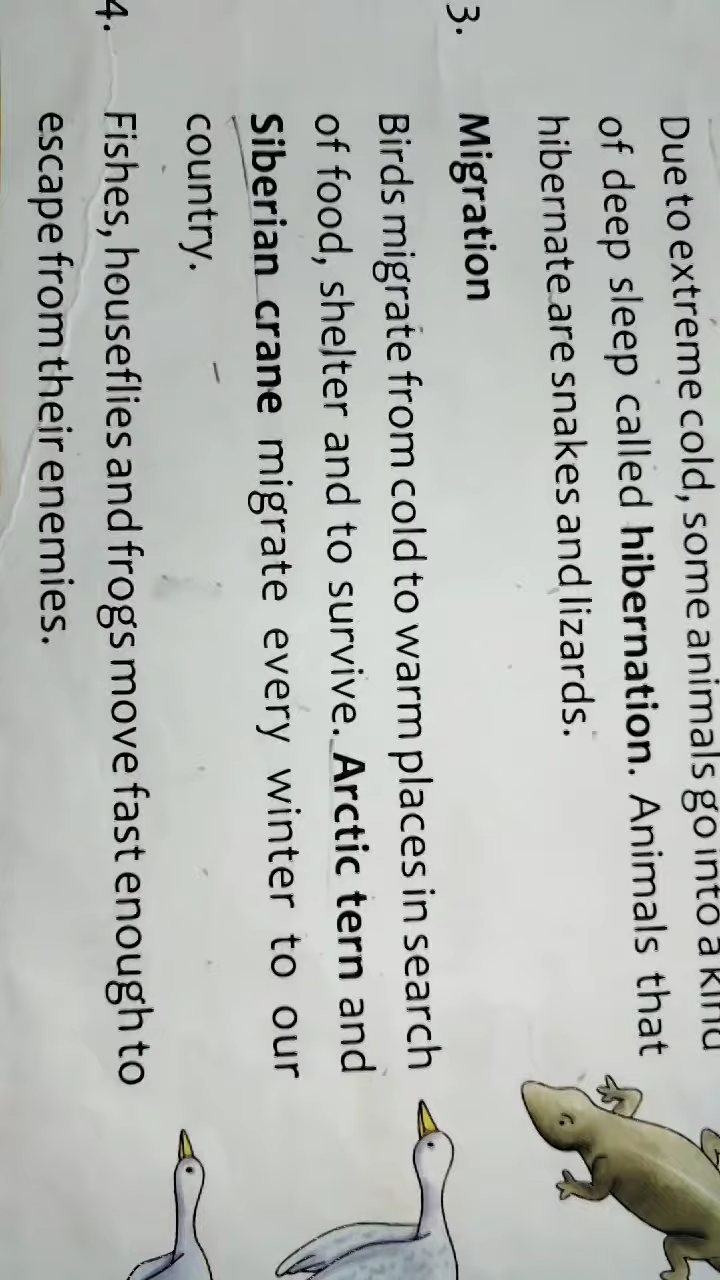 Due to extreme cold, some animals go into a kind
of deep sleep called hibernation. Animals that
hibernate are snakes and lizards.
3. Migration
Birds migrate from cold to warm places in search
of food, shelter and to survive. Arctic tern and
Siberian crane migrate every winter to our
country.
4. Fishes, houseflies and frogs move fast enough to
escape from their enemies.